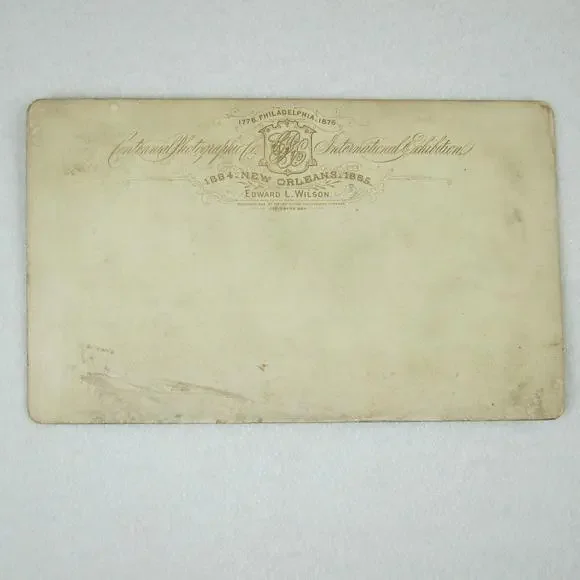 1776. PHILADELPHIA. 1876
Centennial Photographic Co. International Exhibition
1884. NEW ORLEANS. 1885.
EDWARD L. WILSON.